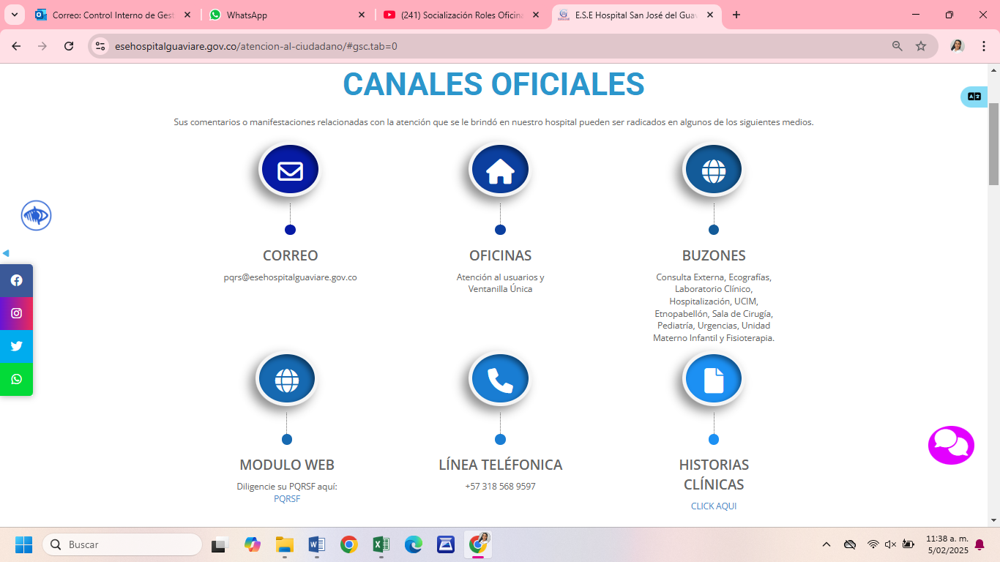 Correo: Control Interno de Gest
WhatsApp
(241) Socialización Roles Oficina
E.S.E Hospital San José del Guav
esehospitalguaviare.gov.co/atencion-al-ciudadano/#gsc.tab=0
CANALES OFICIALES
Sus comentarios o manifestaciones relacionadas con la atención que se le brindó en nuestro hospital pueden ser radicados en algunos de los siguientes medios.
CORREO
pqrs@esehospitalguaviare.gov.co
OFICINAS
Atención al usuarios y
Ventanilla Única
BUZONES
Consulta Externa, Ecografías,
Laboratorio Clínico,
Hospitalización, UCIM,
Etnopabellón, Sala de Cirugía,
Pediatría, Urgencias, Unidad
Materno Infantil y Fisioterapia.
MODULO WEB
Diligencie su PQRSF aquí:
PQRSF
LÍNEA TELÉFONICA
+57 318 568 9597
HISTORIAS
CLÍNICAS
CLICK AQUI
Buscar
11:38 a. m.
5/02/2025